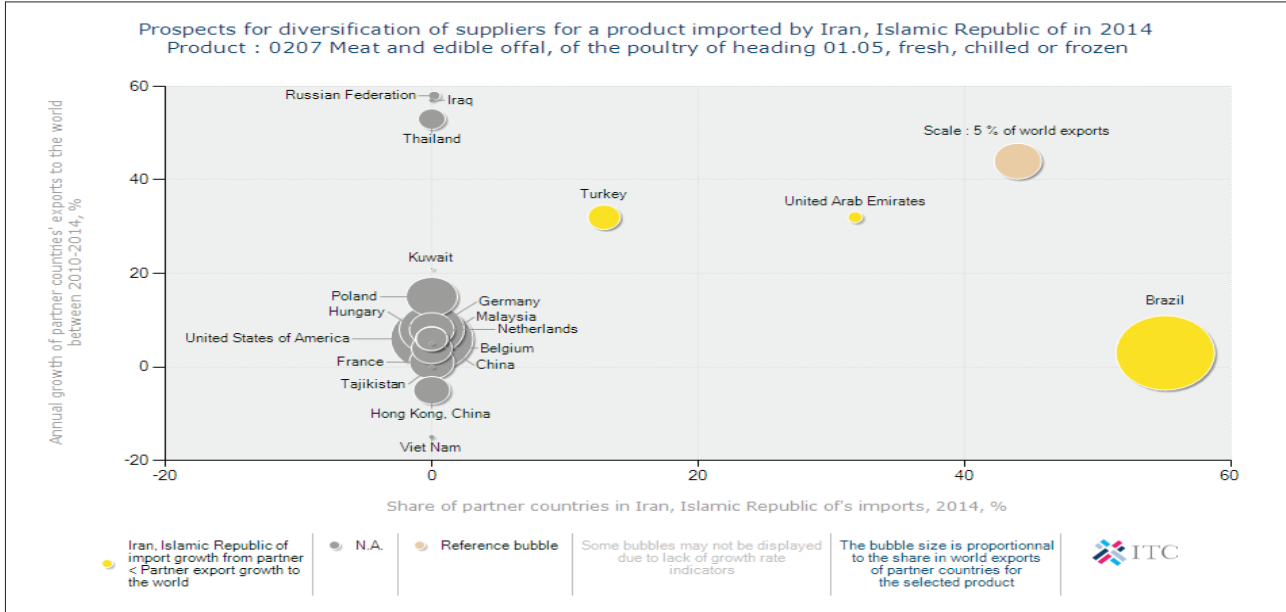 Prospects for diversification of suppliers for a product imported by Iran, Islamic Republic of in 2014
Product : 0207 Meat and edible offal, of the poultry of heading 01.05, fresh, chilled or frozen
Annual growth of partner countries' exports to the world
between 2010-2014, %
60
40
20
0
-20
Russian Federation
Iraq
Thailand
Scale : 5 % of world exports
Turkey
United Arab Emirates
Kuwait
Poland
Germany
Hungary
Malaysia
Netherlands
United States of America
Belgium
France
China
Tajikistan
Hong Kong, China
Viet Nam
Brazil
-20
0
20
40
60
Share of partner countries in Iran, Islamic Republic of's imports, 2014, %
Iran, Islamic Republic of
import growth from partner
< Partner export growth to
the world
N.A.
Reference bubble
Some bubbles may not be displayed
due to lack of growth rate
indicators
The bubble size is proportionnal
to the share in world exports
of partner countries for
the selected product
ITC